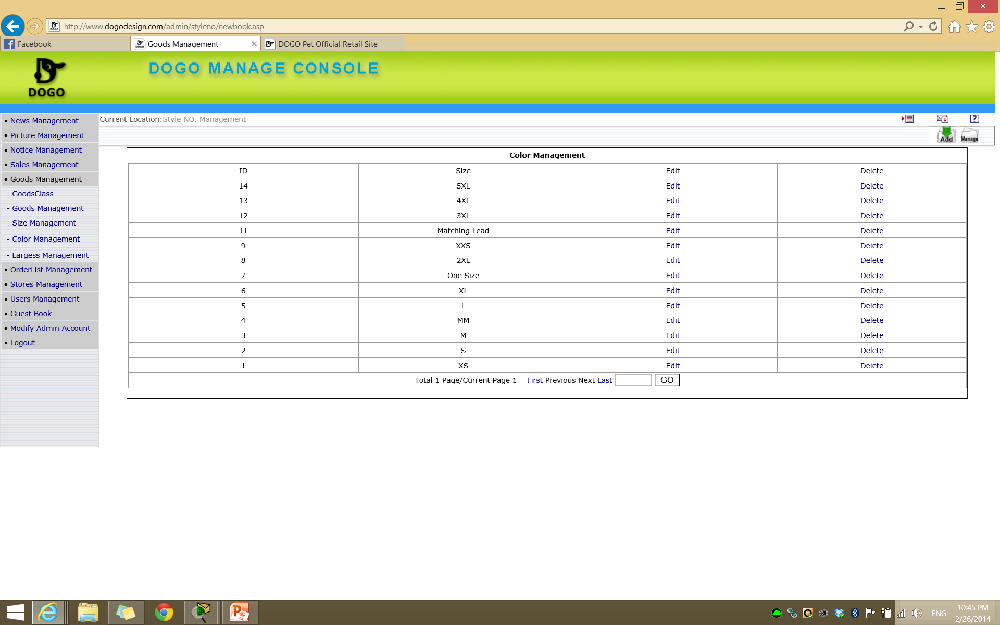 http://www.dogodesign.com/admin/styleno/newbook.asp
Facebook
Goods Management
DOGO Pet Official Retail Site
DOGO
DOGO MANAGE CONSOLE
• News Management
• Picture Management
• Notice Management
• Sales Management
• Goods Management
- GoodsClass
- Goods Management
- Size Management
- Color Management
- Largess Management
• OrderList Management
• Stores Management
• Users Management
• Guest Book
• Modify Admin Account
• Logout
Current Location:Style NO. Management
Add Manage
Color Management
ID Size Edit Delete
14 5XL Edit Delete
13 4XL Edit Delete
12 3XL Edit Delete
11 Matching Lead Edit Delete
9 XXS Edit Delete
8 2XL Edit Delete
7 One Size Edit Delete
6 XL Edit Delete
5 L Edit Delete
4 MM Edit Delete
3 M Edit Delete
2 S Edit Delete
1 XS Edit Delete
Total 1 Page/Current Page 1 First Previous Next Last GO
ENG
10:45 PM
2/26/2014